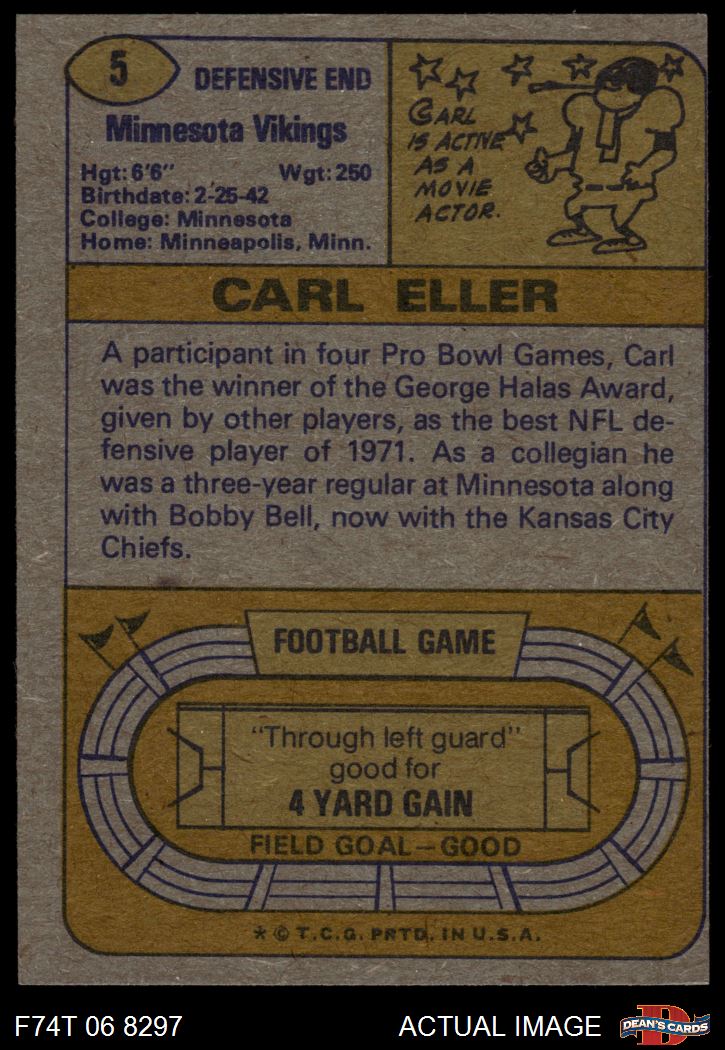 5
DEFENSIVE END
Minnesota Vikings
Hgt: 6'6" Wgt: 250
Birthdate: 2-25-42
College: Minnesota
Home: Minneapolis, Minn.
CARL
IS ACTIVE
AS A
MOVIE
ACTOR.
CARL ELLER
A participant in four Pro Bowl Games, Carl
was the winner of the George Halas Award,
given by other players, as the best NFL de-
fensive player of 1971. As a collegian he
was a three-year regular at Minnesota along
with Bobby Bell, now with the Kansas City
Chiefs.
FOOTBALL GAME
"Through left guard"
good for
4 YARD GAIN
FIELD GOAL—GOOD
* © T.C.G. PRTD. IN U.S.A.
F74T 06 8297 ACTUAL IMAGE
D
DEAN'S CARDS